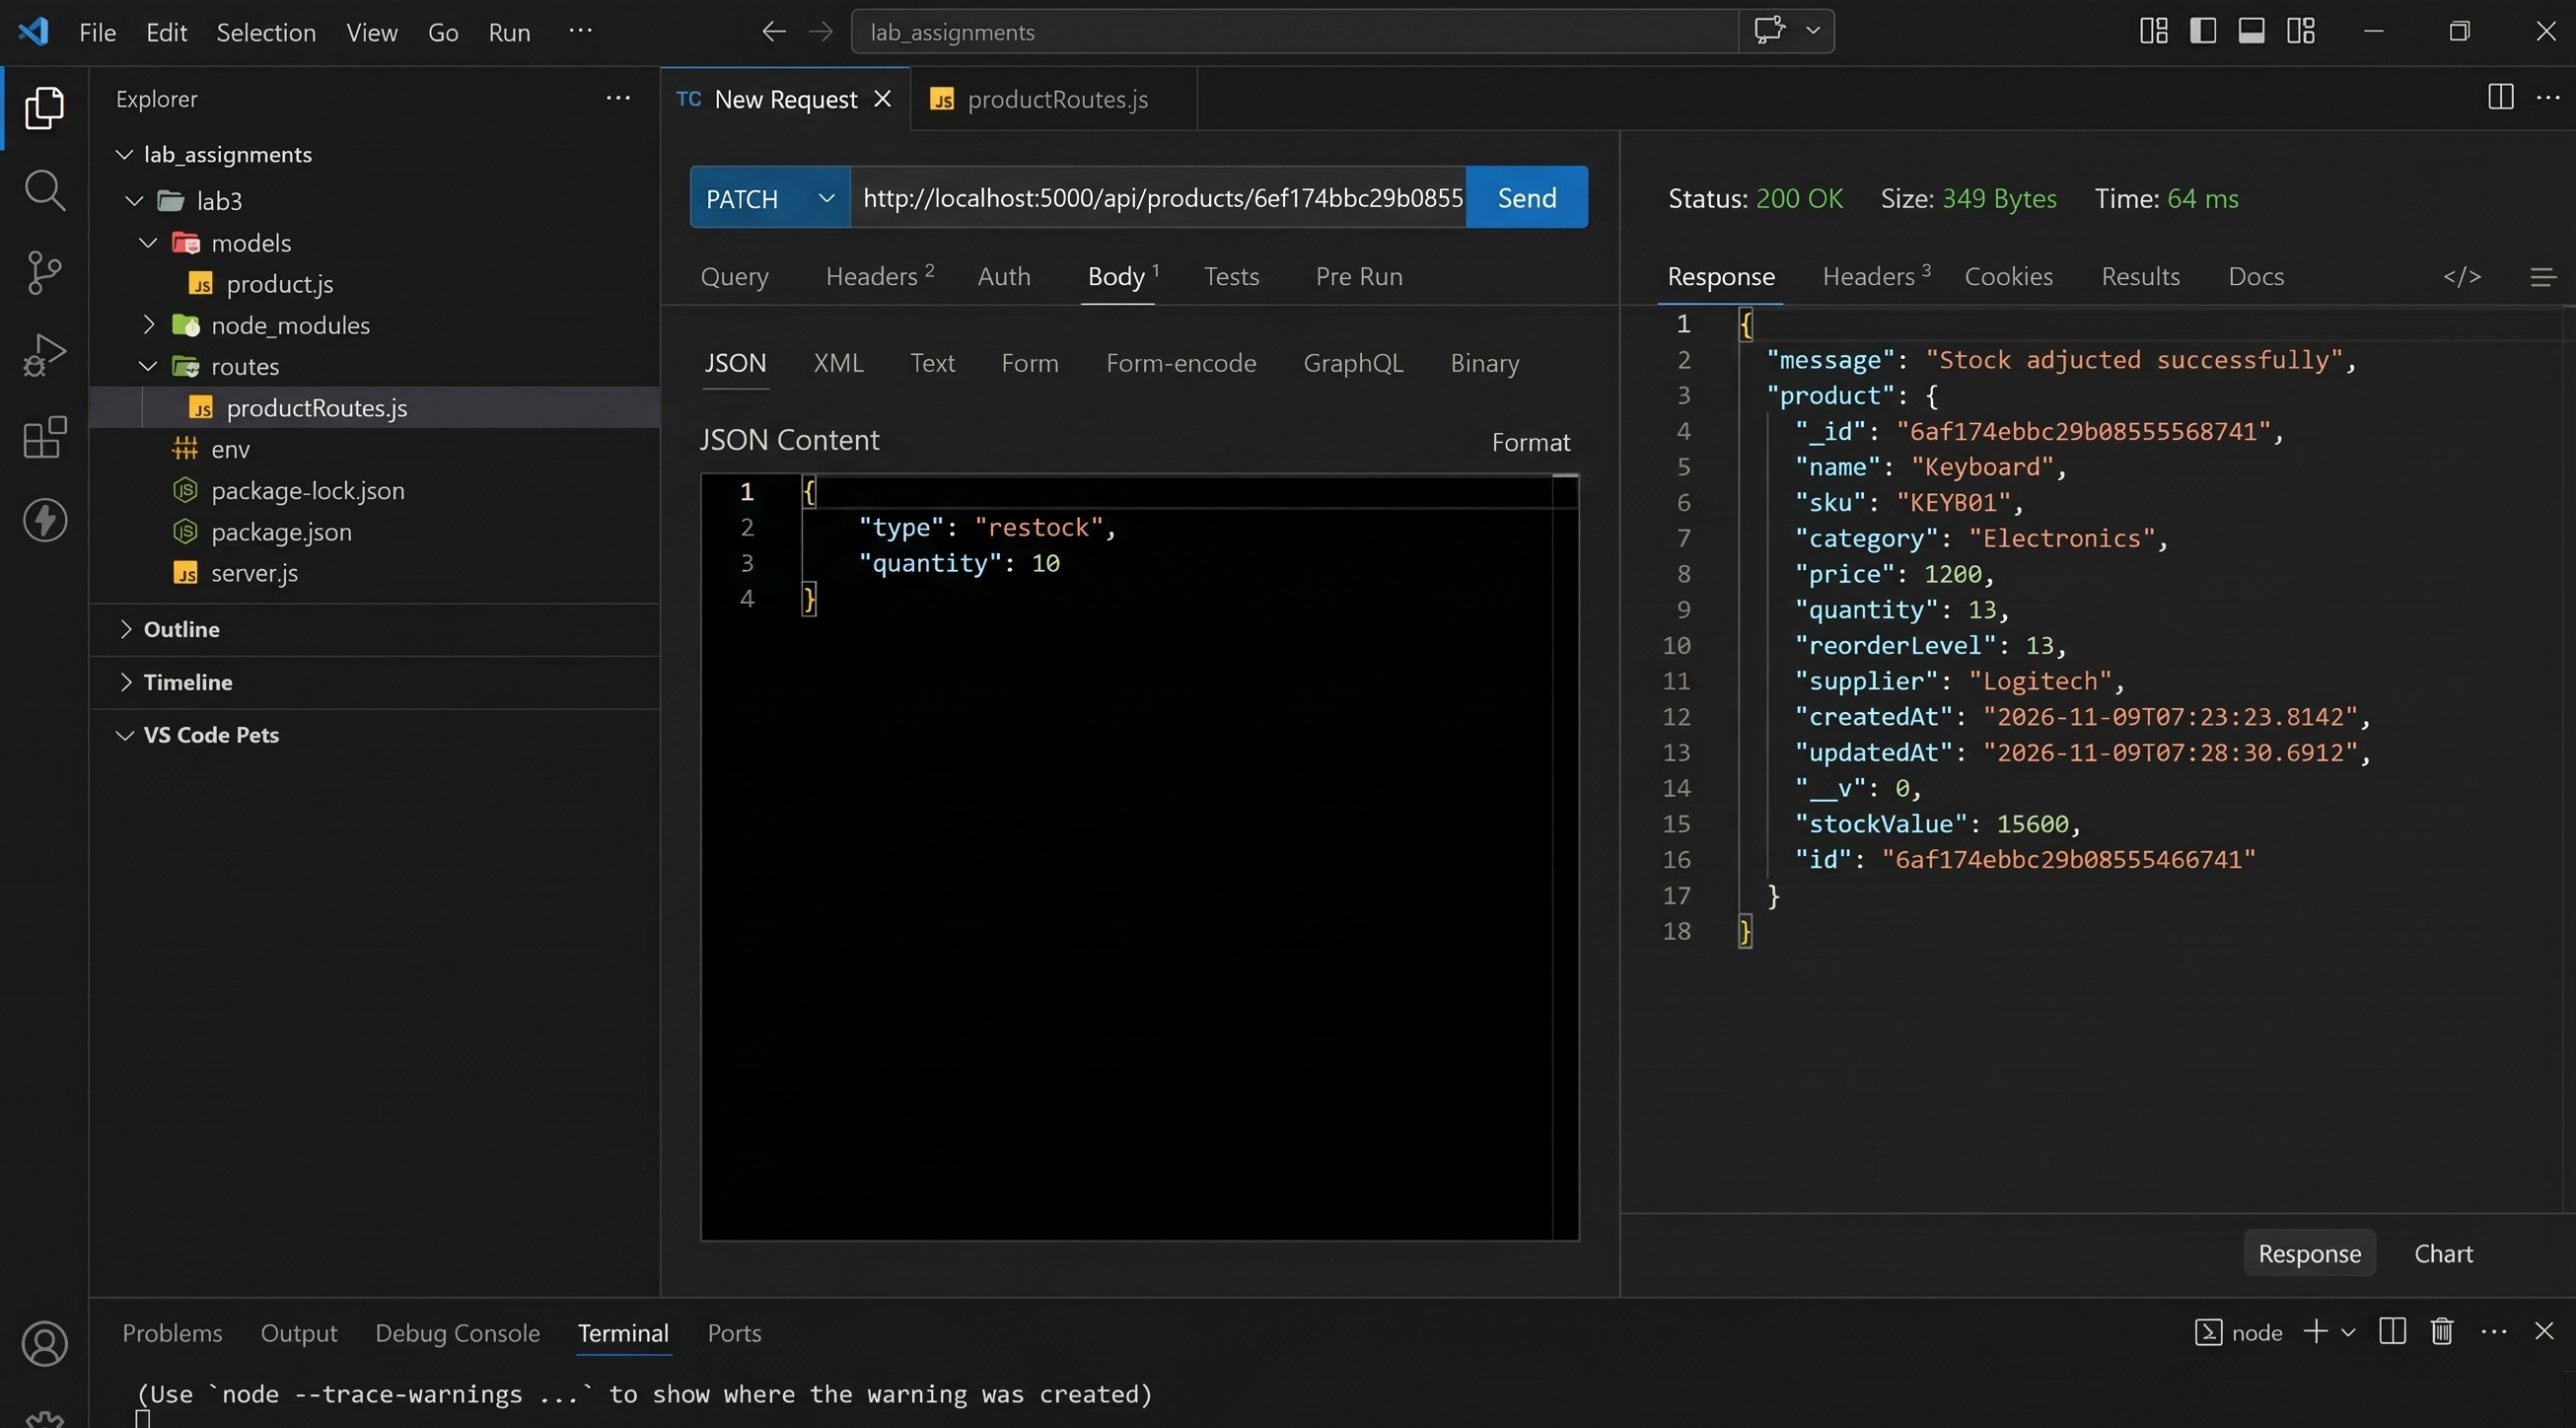 File Edit Selection View Go Run ...
lab_assignments
Explorer ...
lab_assignments
lab3
models
JS product.js
node_modules
routes
JS productRoutes.js
env
package-lock.json
package.json
JS server.js
Outline
Timeline
VS Code Pets
TC New Request
JS productRoutes.js
PATCH http://localhost:5000/api/products/6ef174bbc29b0855 Send
Query Headers 2 Auth Body 1 Tests Pre Run
JSON XML Text Form Form-encode GraphQL Binary
JSON Content Format
1 {
2 "type": "restock",
3 "quantity": 10
4 }
Status: 200 OK Size: 349 Bytes Time: 64 ms
Response Headers 3 Cookies Results Docs </>
1 {
2 "message": "Stock adjucted successfully",
3 "product": {
4 "_id": "6af174ebbc29b08555568741",
5 "name": "Keyboard",
6 "sku": "KEYB01",
7 "category": "Electronics",
8 "price": 1200,
9 "quantity": 13,
10 "reorderLevel": 13,
11 "supplier": "Logitech",
12 "createdAt": "2026-11-09T07:23:23.8142",
13 "updatedAt": "2026-11-09T07:28:30.6912",
14 "__v": 0,
15 "stockValue": 15600,
16 "id": "6af174ebbc29b08555466741"
17 }
18 }
Response Chart
Problems Output Debug Console Terminal Ports
node
(Use `node --trace-warnings ...` to show where the warning was created)